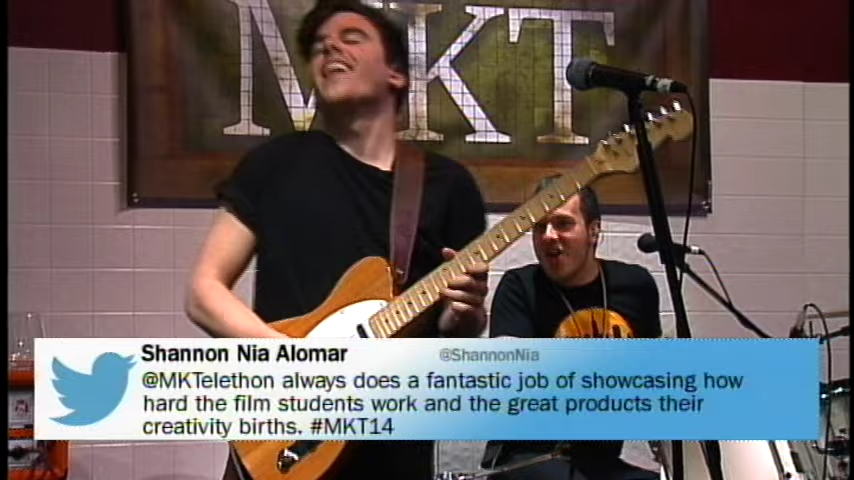 MKT
Shannon Nia Alomar @ShannonNia
@MKTelethon always does a fantastic job of showcasing how
hard the film students work and the great products their
creativity births. #MKT14